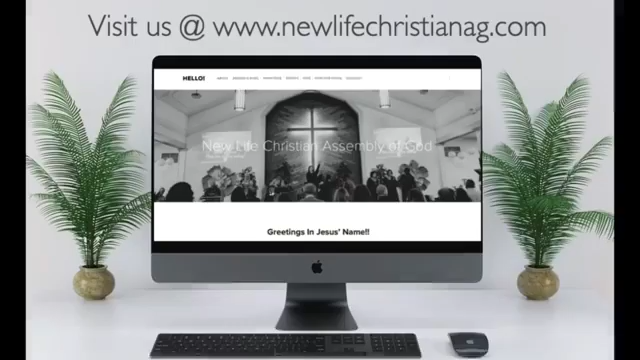 Visit us @ www.newlifechristianag.com
HELLO!
New Life Christian Assembly of God
Greetings In Jesus' Name!!